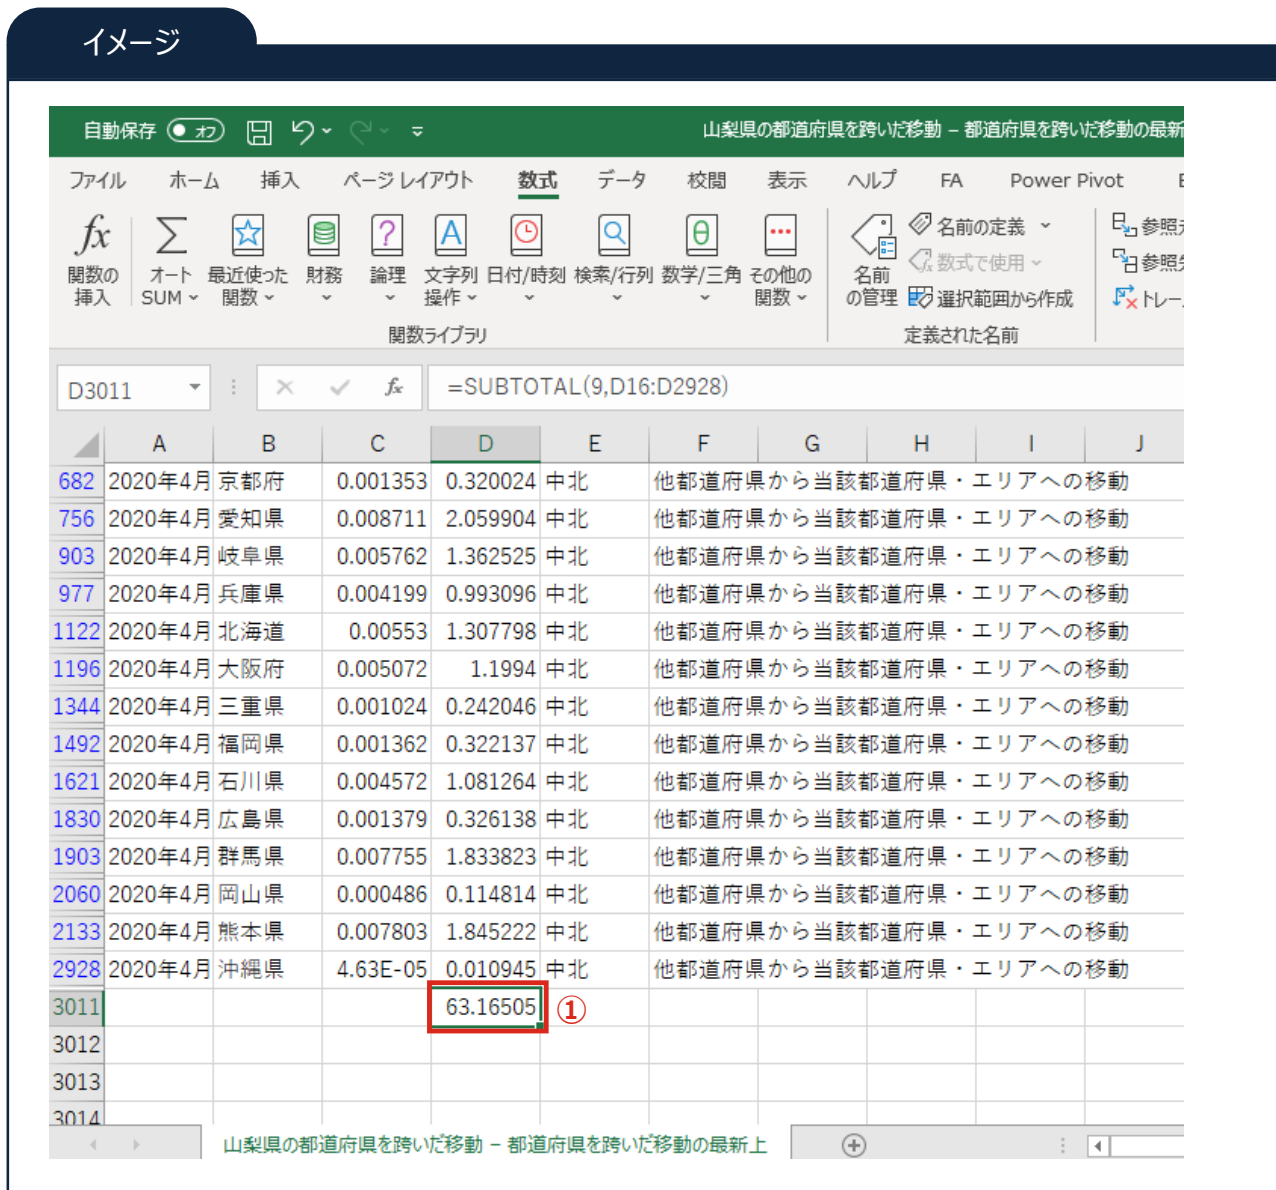 イメージ
自動保存 オフ 山梨県の都道府県を跨いだ移動 – 都道府県を跨いだ移動の最新
ファイル ホーム 挿入 ページ レイアウト 数式 データ 校閲 表示 ヘルプ FA Power Pivot
fx 関数の挿入
オート SUM
最近使った関数
財務
論理
文字列操作
日付/時刻
検索/行列
数学/三角
その他の関数
名前の管理
名前の定義
数式で使用
選択範囲から作成
参照
参照
トレー
関数ライブラリ 定義された名前
D3011 fx =SUBTOTAL(9,D16:D2928)
A B C D E F G H I J
682 2020年4月 京都府 0.001353 0.320024 中北 他都道府県から当該都道府県・エリアへの移動
756 2020年4月 愛知県 0.008711 2.059904 中北 他都道府県から当該都道府県・エリアへの移動
903 2020年4月 岐阜県 0.005762 1.362525 中北 他都道府県から当該都道府県・エリアへの移動
977 2020年4月 兵庫県 0.004199 0.993096 中北 他都道府県から当該都道府県・エリアへの移動
1122 2020年4月 北海道 0.00553 1.307798 中北 他都道府県から当該都道府県・エリアへの移動
1196 2020年4月 大阪府 0.005072 1.1994 中北 他都道府県から当該都道府県・エリアへの移動
1344 2020年4月 三重県 0.001024 0.242046 中北 他都道府県から当該都道府県・エリアへの移動
1492 2020年4月 福岡県 0.001362 0.322137 中北 他都道府県から当該都道府県・エリアへの移動
1621 2020年4月 石川県 0.004572 1.081264 中北 他都道府県から当該都道府県・エリアへの移動
1830 2020年4月 広島県 0.001379 0.326138 中北 他都道府県から当該都道府県・エリアへの移動
1903 2020年4月 群馬県 0.007755 1.833823 中北 他都道府県から当該都道府県・エリアへの移動
2060 2020年4月 岡山県 0.000486 0.114814 中北 他都道府県から当該都道府県・エリアへの移動
2133 2020年4月 熊本県 0.007803 1.845222 中北 他都道府県から当該都道府県・エリアへの移動
2928 2020年4月 沖縄県 4.63E-05 0.010945 中北 他都道府県から当該都道府県・エリアへの移動
3011 63.16505 ①
3012
3013
3014
山梨県の都道府県を跨いだ移動 – 都道府県を跨いだ移動の最新上